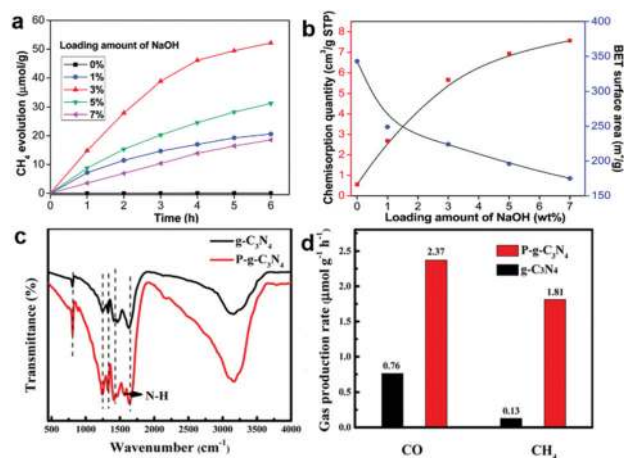 a
Loading amount of NaOH
0%
1%
3%
5%
7%
CH₄ evolution (μmol/g)
60
50
40
30
20
10
0
0 1 2 3 4 5 6
Time (h)
b
Chemisorption quantity (cm³/g STP)
8
7
6
5
4
3
2
1
0
BET surface area (m²/g)
400
350
300
250
200
150
0 1 2 3 4 5 6 7
Loading amount of NaOH (wt%)
c
g-C₃N₄
P-g-C₃N₄
Transmittance (%)
N-H
500 1000 1500 2000 2500 3000 3500 4000
Wavenumber (cm⁻¹)
d
P-g-C₃N₄
g-C₃N₄
Gas production rate (μmol g⁻¹ h⁻¹)
2.5
2.0
1.5
1.0
0.5
0.0
0.76
2.37
0.13
1.81
CO CH₄